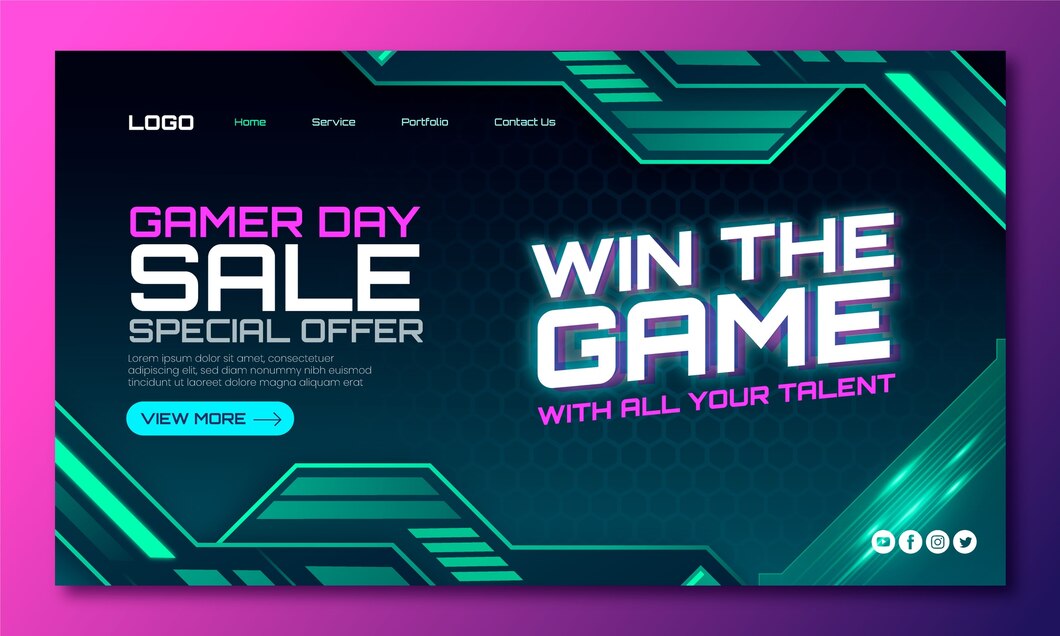 LOGO Home Service Portfolio Contact Us
GAMER DAY
SALE
SPECIAL OFFER
Lorem ipsum dolor sit amet, consectetuer
adipiscing elit, sed diam nonummy nibh euismod
tincidunt ut laoreet dolore magna aliquam erat
VIEW MORE
WIN THE
GAME
WITH ALL YOUR TALENT